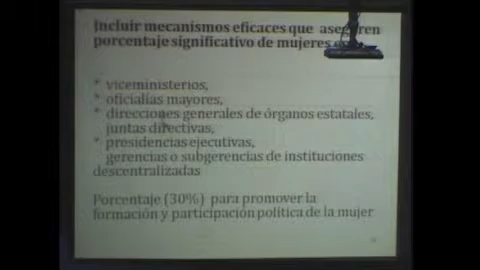 Incluir mecanismos eficaces que aseguren
porcentaje significativo de mujeres
* viceministerios,
* oficialías mayores,
* direcciones generales de órganos estatales,
juntas directivas,
* presidencias ejecutivas,
gerencias o subgerencias de instituciones
descentralizadas
Porcentaje (30%) para promover la
formación y participación política de la mujer